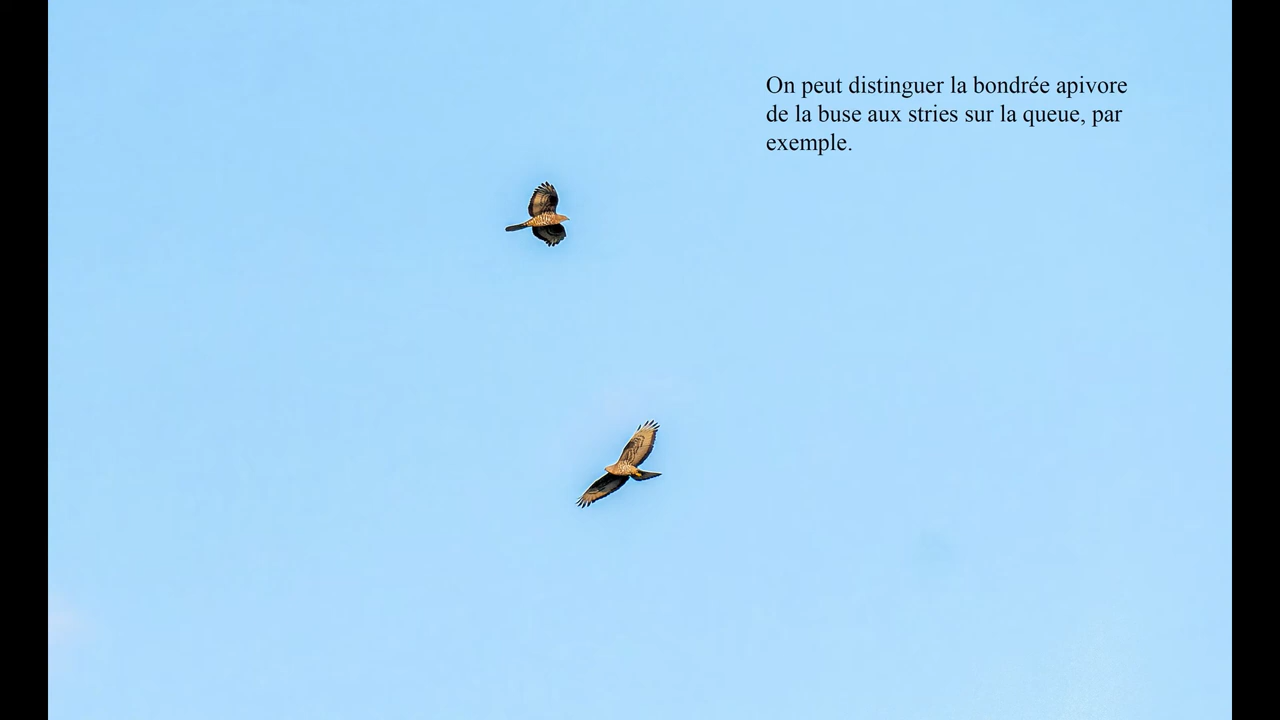 On peut distinguer la bondrée apivore
de la buse aux stries sur la queue, par
exemple.